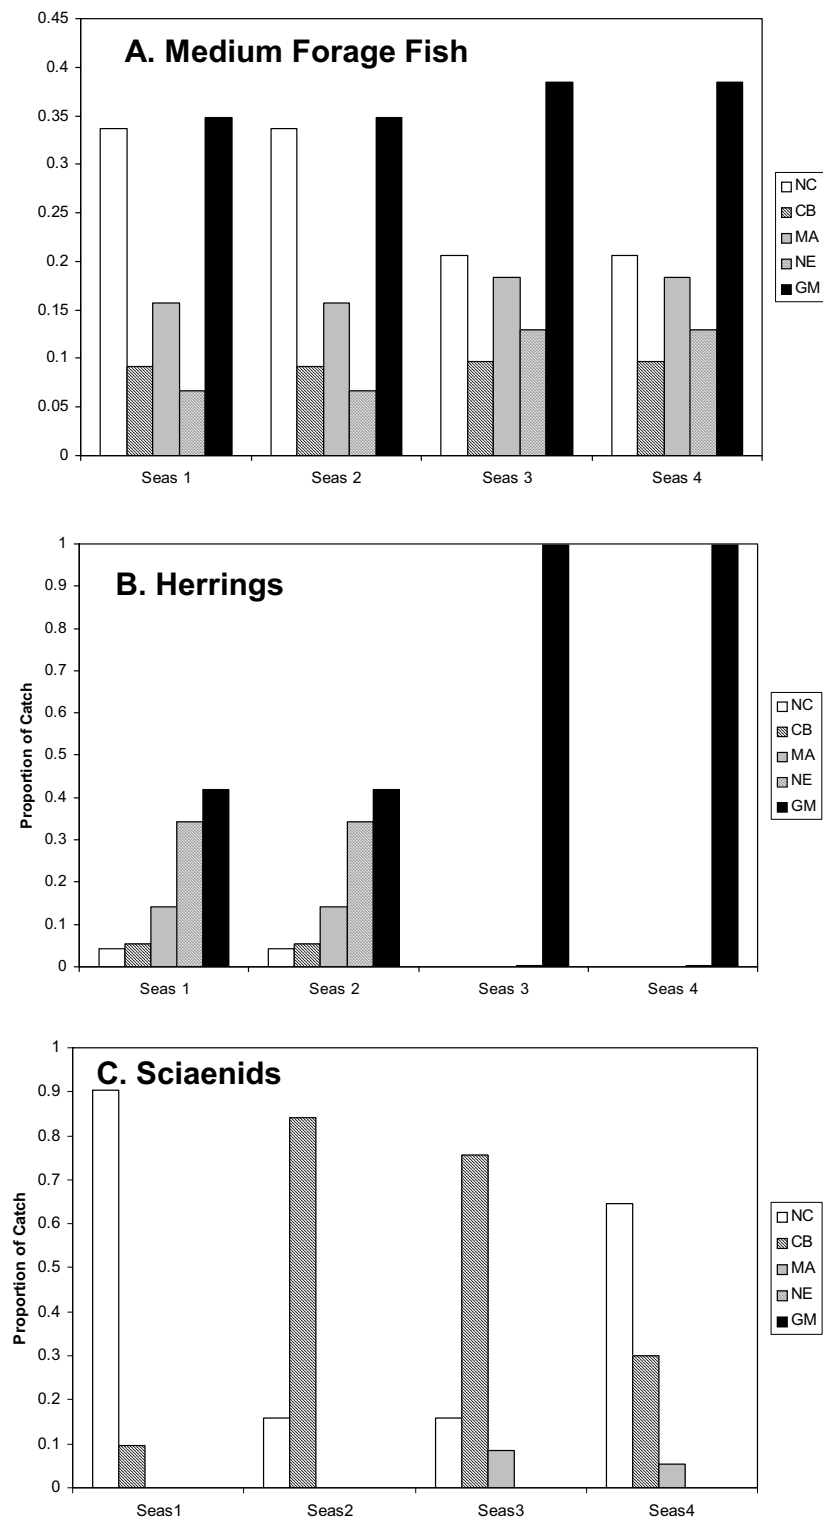 A. Medium Forage Fish
0.45
0.4
0.35
0.3
0.25
0.2
0.15
0.1
0.05
0
Seas 1 Seas 2 Seas 3 Seas 4
NC
CB
MA
NE
GM
B. Herrings
Proportion of Catch
1
0.9
0.8
0.7
0.6
0.5
0.4
0.3
0.2
0.1
0
Seas 1 Seas 2 Seas 3 Seas 4
NC
CB
MA
NE
GM
C. Sciaenids
Proportion of Catch
1
0.9
0.8
0.7
0.6
0.5
0.4
0.3
0.2
0.1
0
Seas1 Seas2 Seas3 Seas4
NC
CB
MA
NE
GM